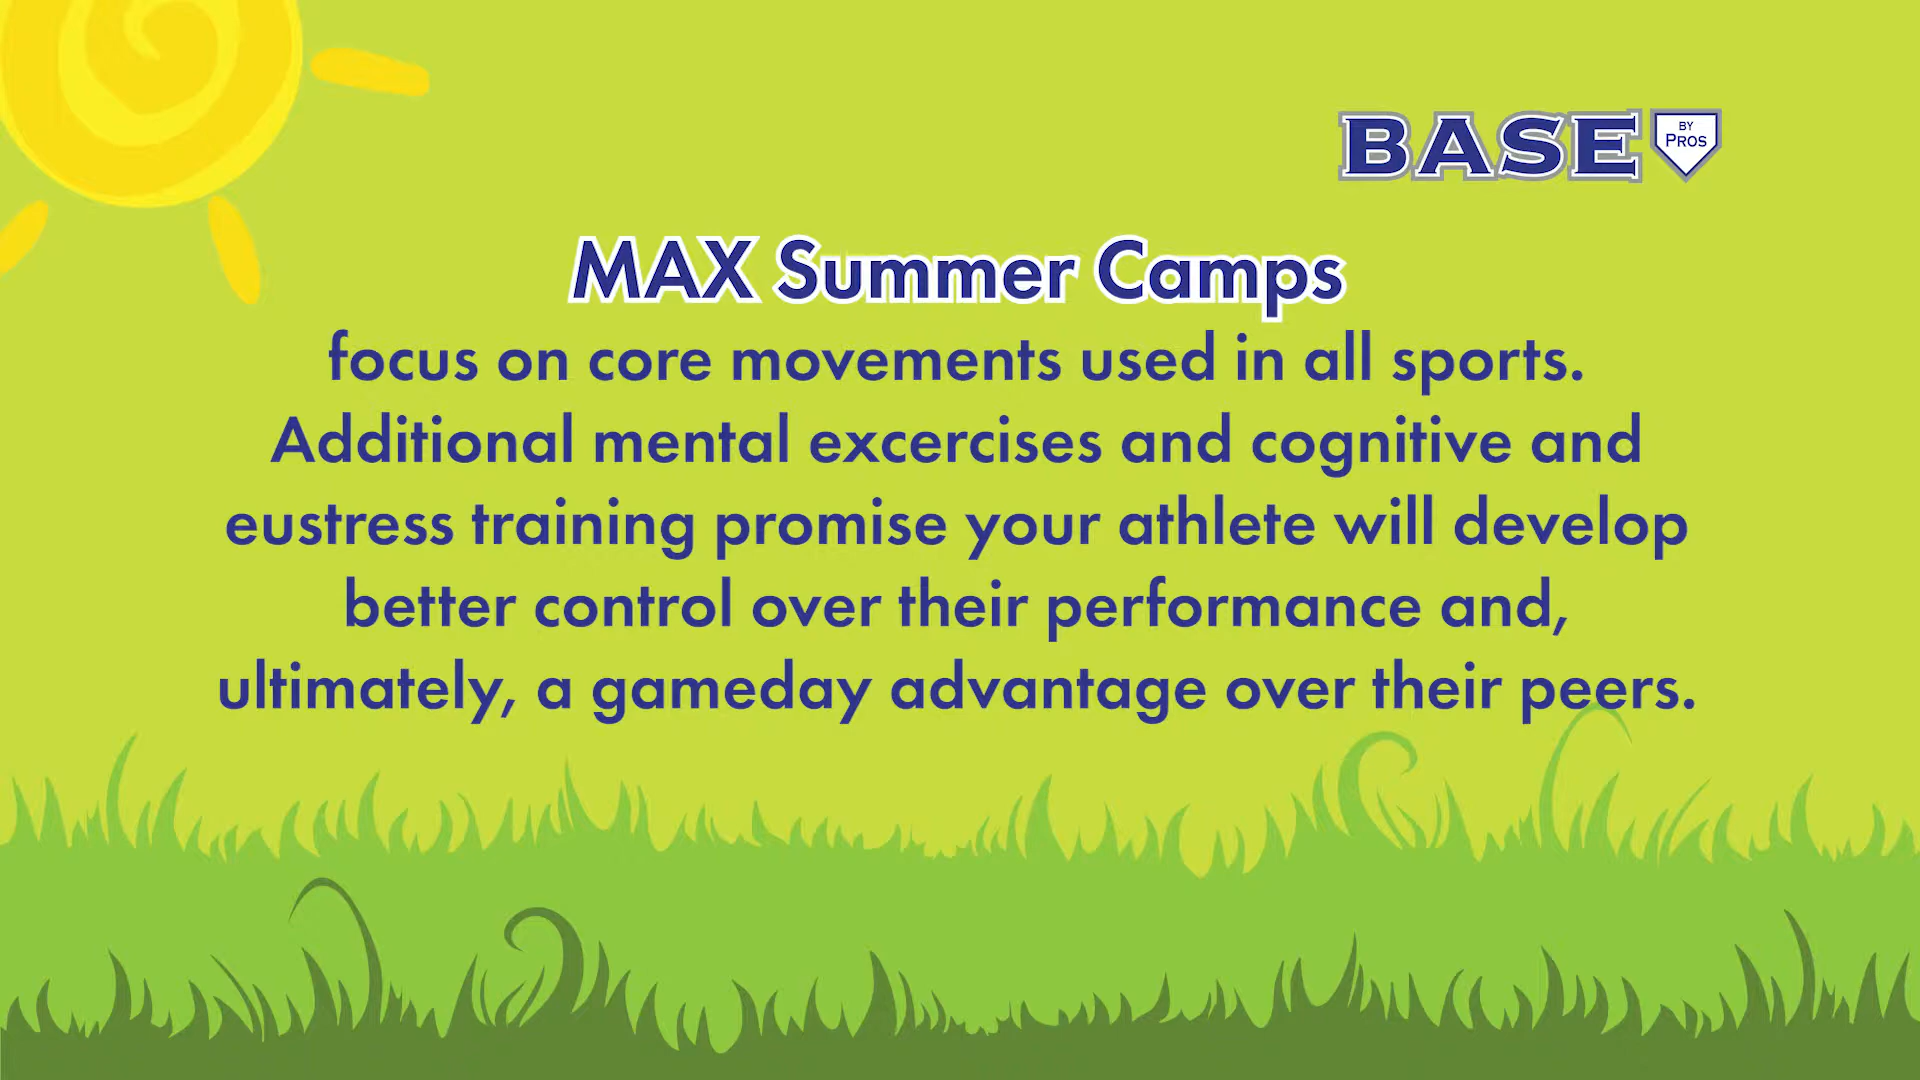 BASE BY PROS
MAX Summer Camps
focus on core movements used in all sports.
Additional mental excercises and cognitive and
eustress training promise your athlete will develop
better control over their performance and,
ultimately, a gameday advantage over their peers.